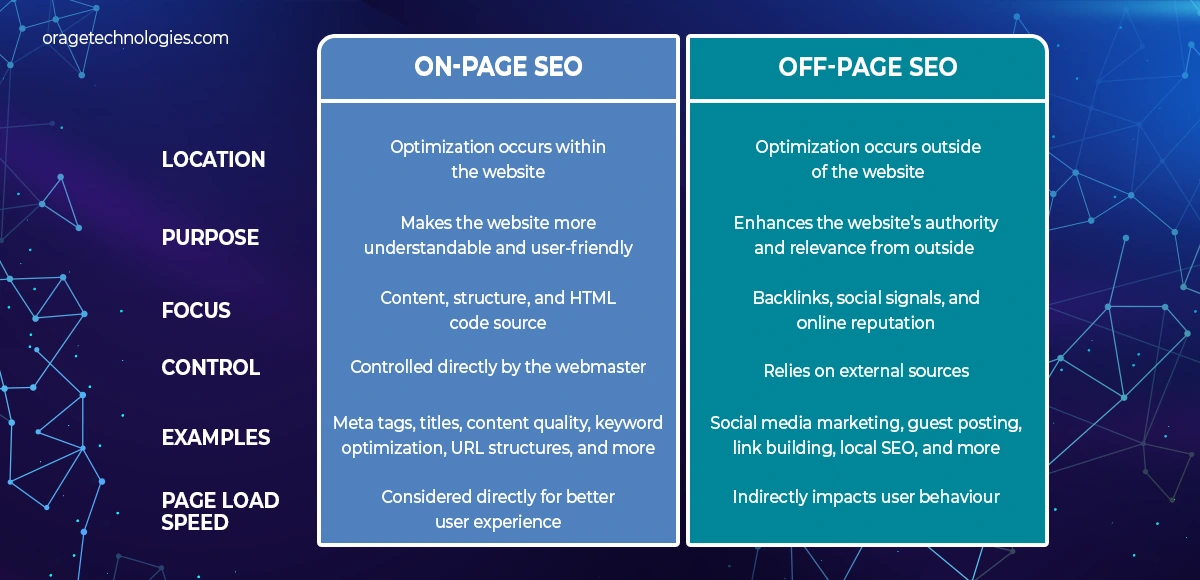 oragetechnologies.com
ON-PAGE SEO
OFF-PAGE SEO
LOCATION
Optimization occurs within
the website
Optimization occurs outside
of the website
PURPOSE
Makes the website more
understandable and user-friendly
Enhances the website’s authority
and relevance from outside
FOCUS
Content, structure, and HTML
code source
Backlinks, social signals, and
online reputation
CONTROL
Controlled directly by the webmaster
Relies on external sources
EXAMPLES
Meta tags, titles, content quality, keyword
optimization, URL structures, and more
Social media marketing, guest posting,
link building, local SEO, and more
PAGE LOAD
SPEED
Considered directly for better
user experience
Indirectly impacts user behaviour